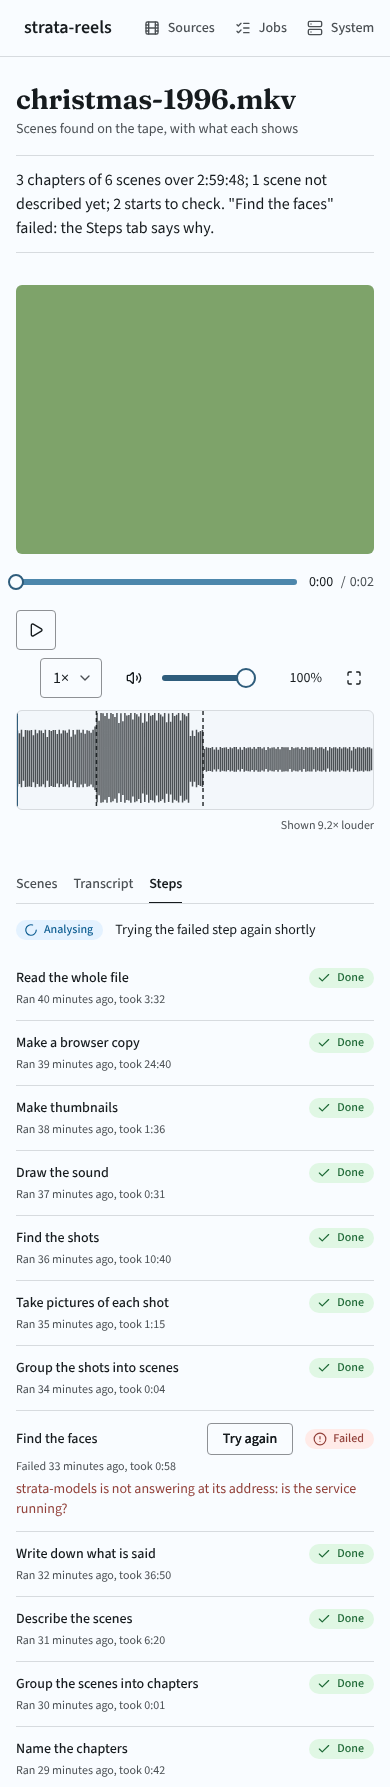 strata-reels
Sources
Jobs
System
christmas-1996.mkv
Scenes found on the tape, with what each shows
3 chapters of 6 scenes over 2:59:48; 1 scene not
described yet; 2 starts to check. "Find the faces"
failed: the Steps tab says why.
0:00 / 0:02
1×
100%
Shown 9.2× louder
Scenes
Transcript
Steps
Analysing
Trying the failed step again shortly
Read the whole file
Done
Ran 40 minutes ago, took 3:32
Make a browser copy
Done
Ran 39 minutes ago, took 24:40
Make thumbnails
Done
Ran 38 minutes ago, took 1:36
Draw the sound
Done
Ran 37 minutes ago, took 0:31
Find the shots
Done
Ran 36 minutes ago, took 10:40
Take pictures of each shot
Done
Ran 35 minutes ago, took 1:15
Group the shots into scenes
Done
Ran 34 minutes ago, took 0:04
Find the faces
Try again
Failed
Failed 33 minutes ago, took 0:58
strata-models is not answering at its address: is the service
running?
Write down what is said
Done
Ran 32 minutes ago, took 36:50
Describe the scenes
Done
Ran 31 minutes ago, took 6:20
Group the scenes into chapters
Done
Ran 30 minutes ago, took 0:01
Name the chapters
Done
Ran 29 minutes ago, took 0:42